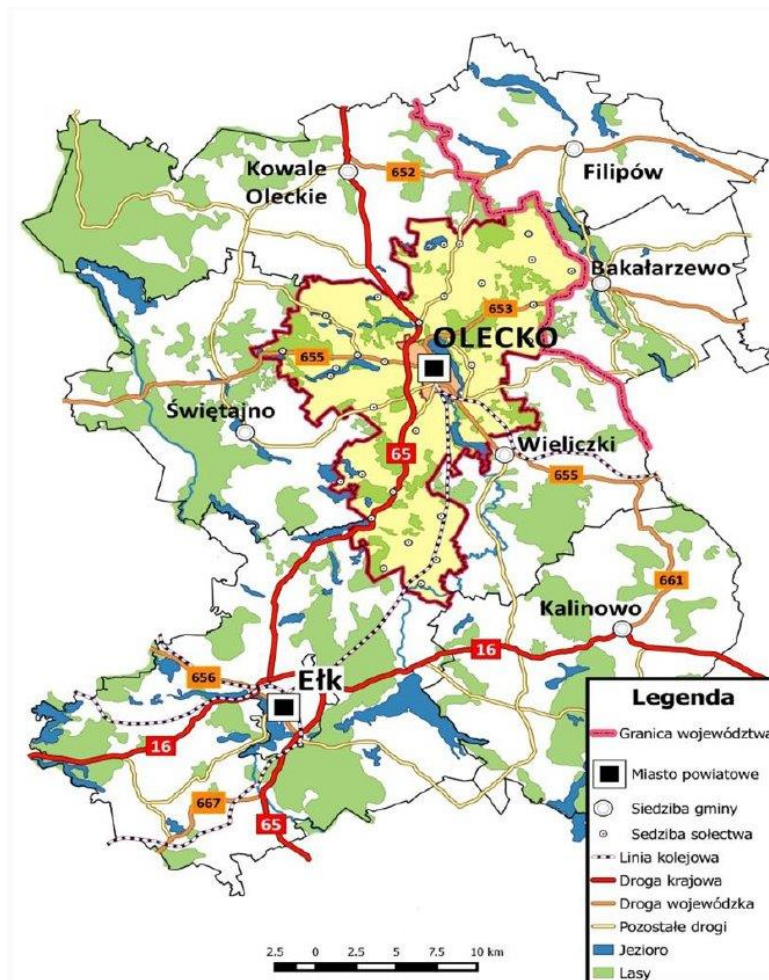 Kowale
Oleckie
652
Filipów
Bakałarzewo
653
OLECKO
655
Świętajno
65
Wieliczki
655
661
Kalinowo
16
656
Ełk
16
667
65
Legenda
Granica województwa
Miasto powiatowe
Siedziba gminy
Sedziba sołectwa
Linia kolejowa
Droga krajowa
Droga wojewódzka
Pozostałe drogi
Jezioro
Lasy
2.5 0 2.5 5 7.5 10 km